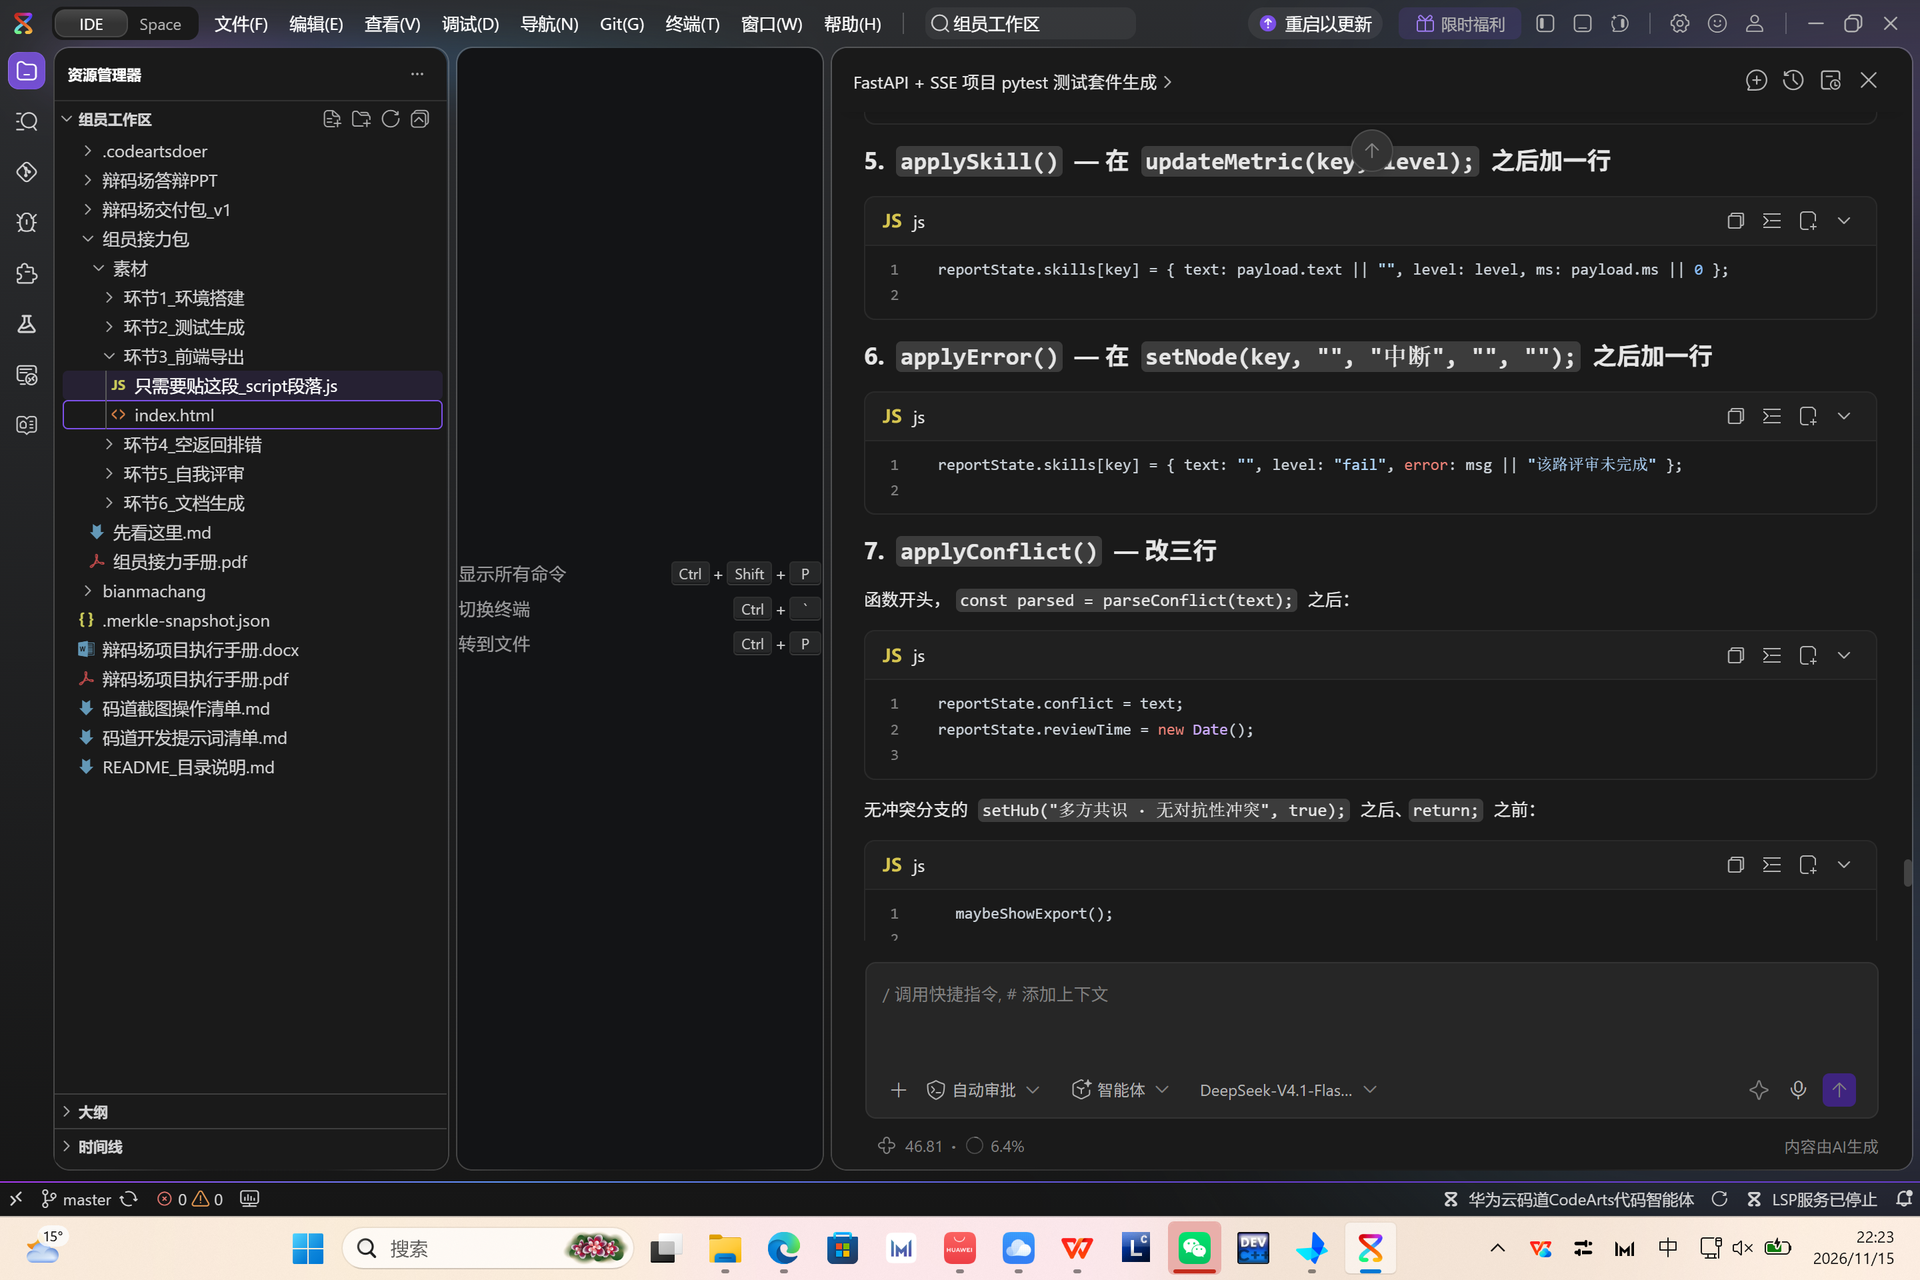 IDE Space 文件(F) 编辑(E) 查看(V) 调试(D) 导航(N) Git(G) 终端(T) 窗口(W) 帮助(H) 组员工作区 重启以更新 限时福利
资源管理器
组员工作区
.codeartsdoer
辩码场答辩PPT
辩码场交付包_v1
组员接力包
素材
环节1_环境搭建
环节2_测试生成
环节3_前端导出
JS 只需要贴这段_script段落.js
<> index.html
环节4_空返回排错
环节5_自我评审
环节6_文档生成
先看这里.md
组员接力手册.pdf
bianmachang
{} .merkle-snapshot.json
辩码场项目执行手册.docx
辩码场项目执行手册.pdf
码道截图操作清单.md
码道开发提示词清单.md
README_目录说明.md
大纲
时间线
显示所有命令 Ctrl + Shift + P
切换终端 Ctrl + `
转到文件 Ctrl + P
FastAPI + SSE 项目 pytest 测试套件生成
5. applySkill() — 在 updateMetric(key, level); 之后加一行
JS js
1 reportState.skills[key] = { text: payload.text || "", level: level, ms: payload.ms || 0 };
2
6. applyError() — 在 setNode(key, "", "中断", "", ""); 之后加一行
JS js
1 reportState.skills[key] = { text: "", level: "fail", error: msg || "该路评审未完成" };
2
7. applyConflict() — 改三行
函数开头， const parsed = parseConflict(text); 之后：
JS js
1 reportState.conflict = text;
2 reportState.reviewTime = new Date();
3
无冲突分支的 setHub("多方共识 · 无对抗性冲突", true); 之后、return; 之前：
JS js
1 maybeShowExport();
2
/ 调用快捷指令, # 添加上下文
自动审批 智能体 DeepSeek-V4.1-Flas...
46.81 · 6.4% 内容由AI生成
master 0 0 华为云码道CodeArts代码智能体 LSP服务已停止
15° 搜索 HUAWEI L C DEV C++ 中 22:23
2026/11/15